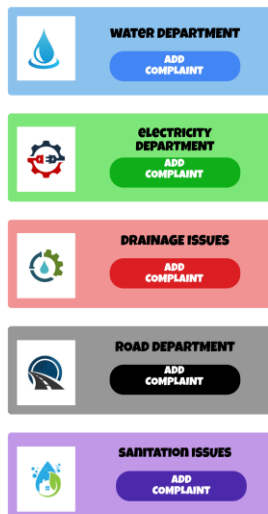 WATER DEPARTMENT
ADD
COMPLAINT
eLeCTRICITY
DEPARTMENT
ADD
COMPLAINT
DRAINAGE ISSUES
ADD
COMPLAINT
ROAD DEPARTMENT
ADD
COMPLAINT
SANITATION ISSUES
ADD
COMPLAINT